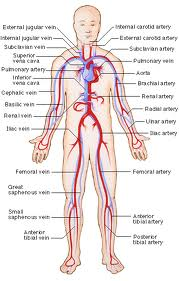 External jugular vein
Internal jugular vein
Subclavian vein
Superior
vena cava
Pulmonary artery
Inferior
vena cava
Cephalic vein
Basilic vein
Renal vein
Iliac vein
Femoral vein
Great
saphenous vein
Small
saphenous vein
Anterior
tibial vein
Internal carotid artery
External carotid artery
Subclavian artery
Pulmonary vein
Aorta
Brachial artery
Renal artery
Radial artery
Ulnar artery
Iliac artery
Femoral artery
Anterior
tibial artery
Posterior
tibial artery